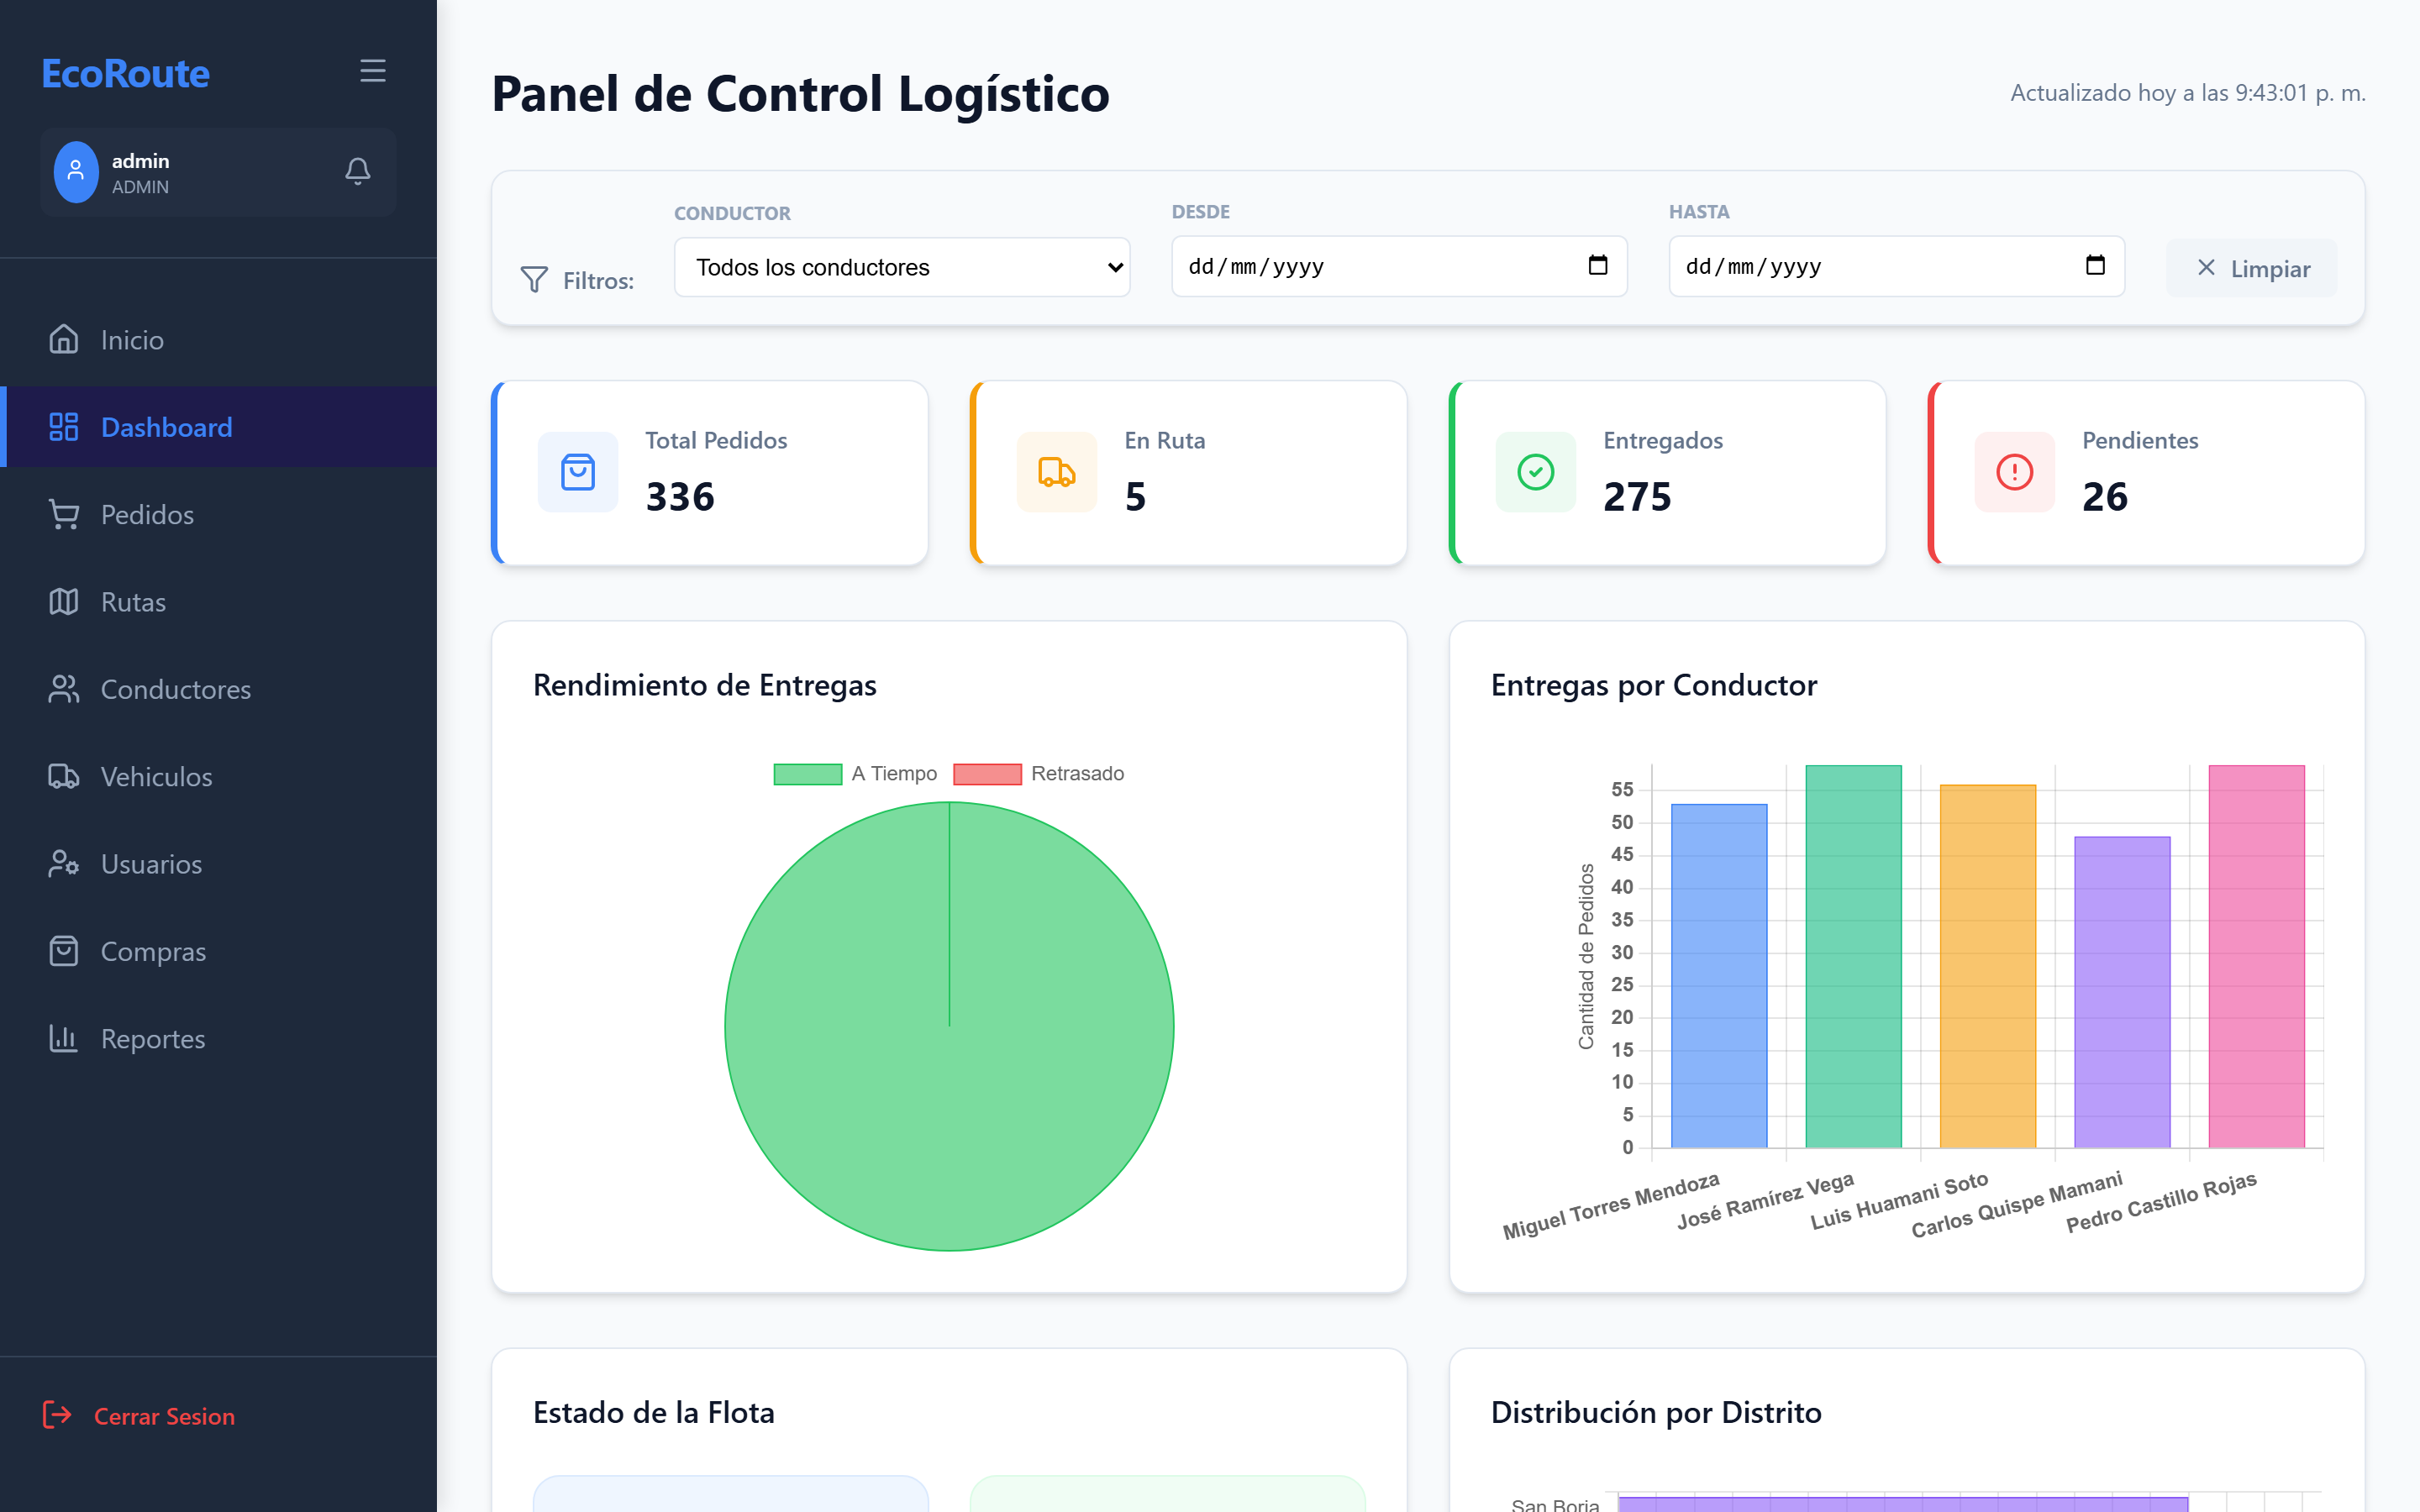 EcoRoute
admin
ADMIN
Inicio
Dashboard
Pedidos
Rutas
Conductores
Vehiculos
Usuarios
Compras
Reportes
Cerrar Sesion
Panel de Control Logístico
Actualizado hoy a las 9:43:01 p. m.
Filtros:
CONDUCTOR
Todos los conductores
DESDE
dd/mm/yyyy
HASTA
dd/mm/yyyy
Limpiar
Total Pedidos
336
En Ruta
5
Entregados
275
Pendientes
26
Rendimiento de Entregas
A Tiempo
Retrasado
Entregas por Conductor
Cantidad de Pedidos
55
50
45
40
35
30
25
20
15
10
5
0
Miguel Torres Mendoza
José Ramírez Vega
Luis Huamani Soto
Carlos Quispe Mamani
Pedro Castillo Rojas
Estado de la Flota
Distribución por Distrito
San Borja